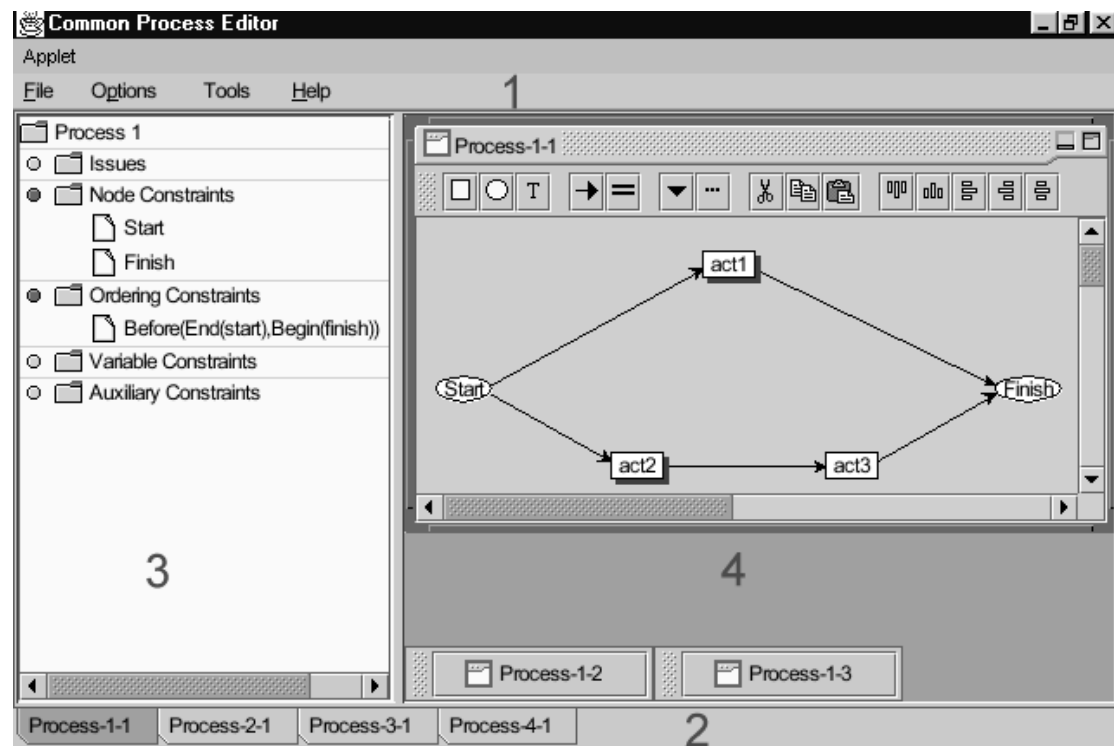 Common Process Editor
Applet
File Options Tools Help
1
Process 1
Issues
Node Constraints
Start
Finish
Ordering Constraints
Before(End(start),Begin(finish))
Variable Constraints
Auxiliary Constraints
3
Process-1-1
T
act1
Start
Finish
act2
act3
4
Process-1-2
Process-1-3
Process-1-1 Process-2-1 Process-3-1 Process-4-1
2